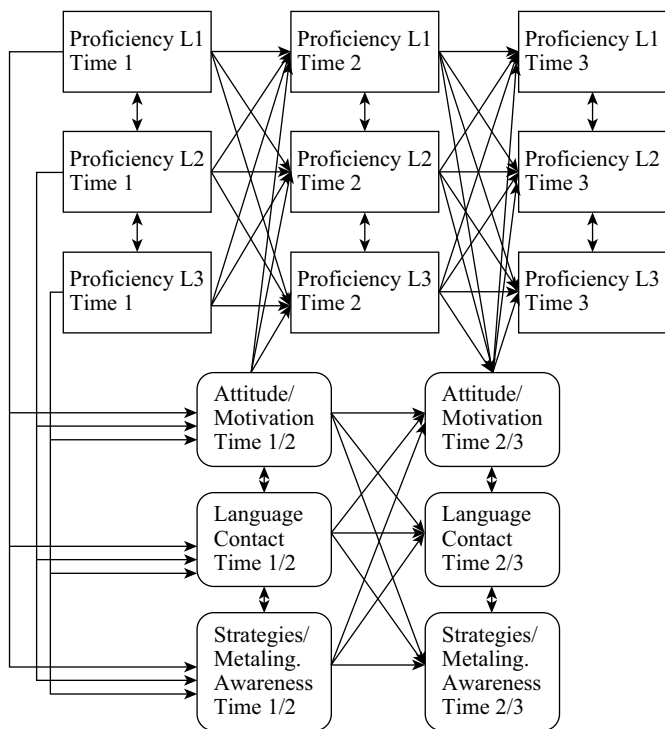 Proficiency L1
Time 1
Proficiency L1
Time 2
Proficiency L1
Time 3
Proficiency L2
Time 1
Proficiency L2
Time 2
Proficiency L2
Time 3
Proficiency L3
Time 1
Proficiency L3
Time 2
Proficiency L3
Time 3
Attitude/
Motivation
Time 1/2
Attitude/
Motivation
Time 2/3
Language
Contact
Time 1/2
Language
Contact
Time 2/3
Strategies/
Metaling.
Awareness
Time 1/2
Strategies/
Metaling.
Awareness
Time 2/3